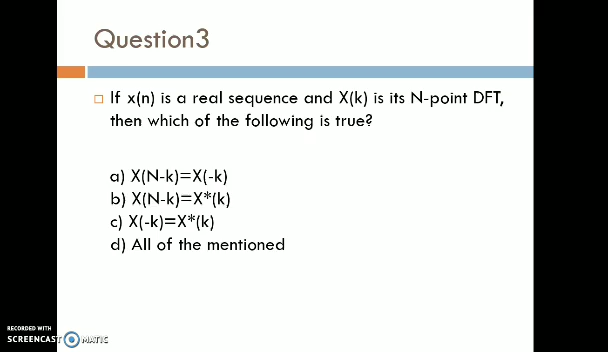 Question3
If x(n) is a real sequence and X(k) is its N-point DFT,
then which of the following is true?
a) X(N-k)=X(-k)
b) X(N-k)=X*(k)
c) X(-k)=X*(k)
d) All of the mentioned
RECORDED WITH
SCREENCAST MATIC